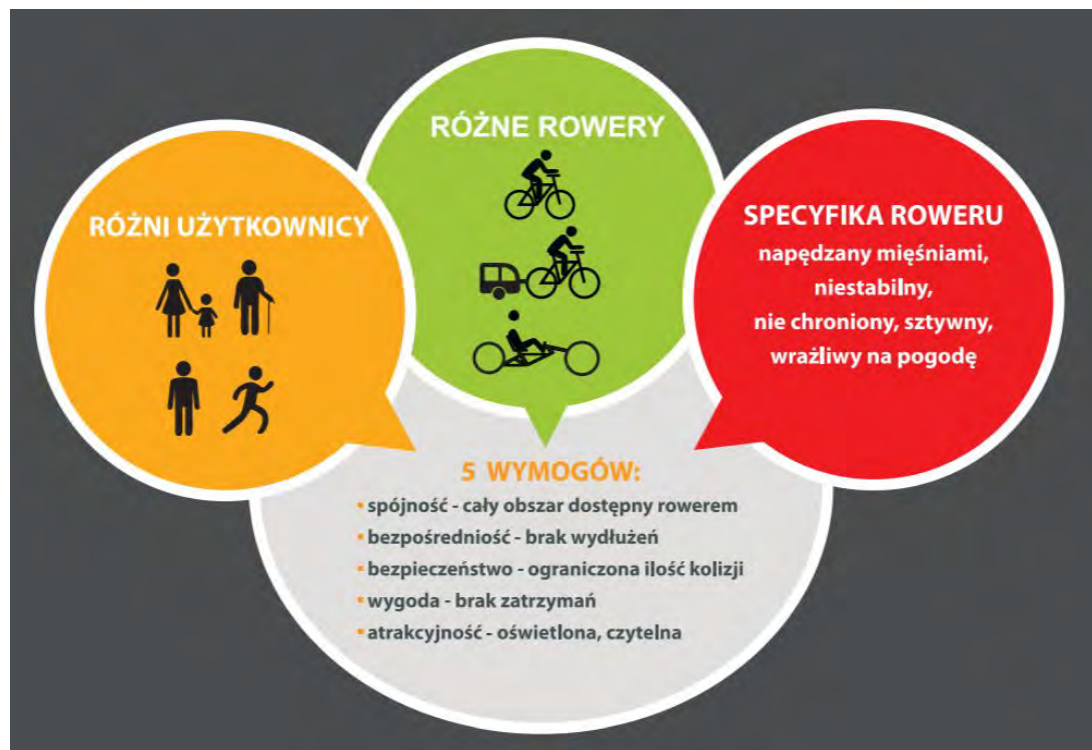 RÓŻNI UŻYTKOWNICY
RÓŻNE ROWERY
SPECYFIKA ROWERU
napędzany mięśniami,
niestabilny,
nie chroniony, sztywny,
wrażliwy na pogodę
5 WYMOGÓW:
▪ spójność - cały obszar dostępny rowerem
▪ bezpośredniość - brak wydłużeń
▪ bezpieczeństwo - ograniczona ilość kolizji
▪ wygoda - brak zatrzymań
▪ atrakcyjność - oświetlona, czytelna